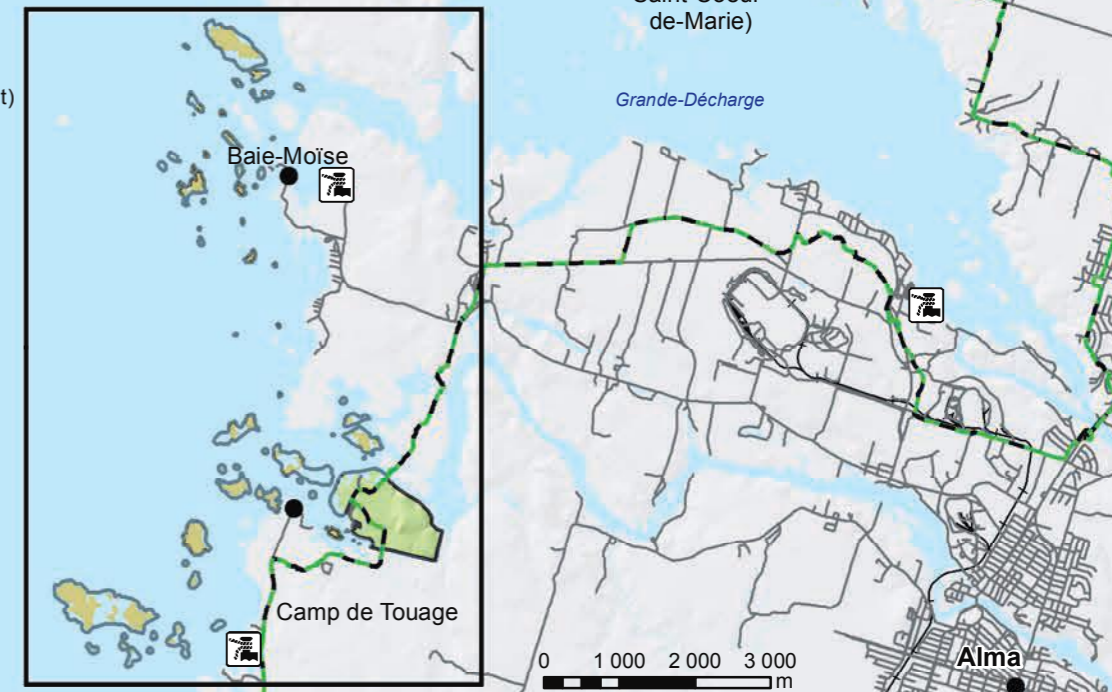 de-Marie)
t)
Grande-Décharge
Baie-Moïse
Camp de Touage
0 1 000 2 000 3 000
m
Alma